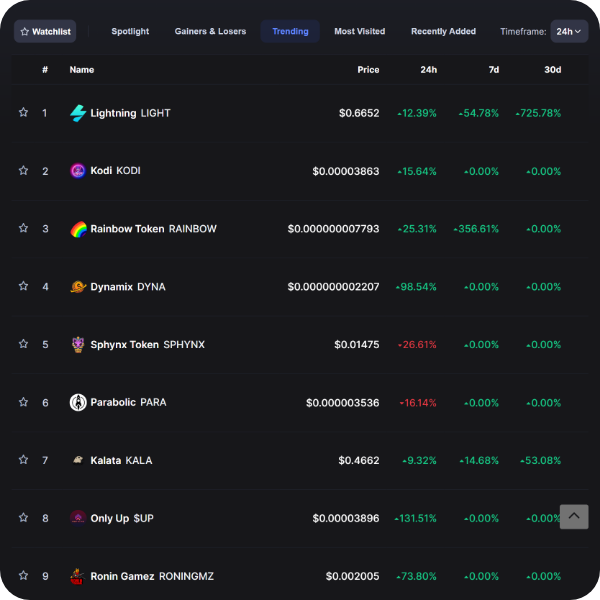 Watchlist Spotlight Gainers & Losers Trending Most Visited Recently Added Timeframe: 24h
# Name Price 24h 7d 30d
1 Lightning LIGHT $0.6652 12.39% 54.78% 725.78%
2 Kodi KODI $0.00003863 15.64% 0.00% 0.00%
3 Rainbow Token RAINBOW $0.000000007793 25.31% 356.61% 0.00%
4 Dynamix DYNA $0.000000002207 98.54% 0.00% 0.00%
5 Sphynx Token SPHYNX $0.01475 26.61% 0.00% 0.00%
6 Parabolic PARA $0.000003536 16.14% 0.00% 0.00%
7 Kalata KALA $0.4662 9.32% 14.68% 53.08%
8 Only Up $UP $0.00003896 131.51% 0.00% 0.00%
9 Ronin Gamez RONINGMZ $0.002005 73.80% 0.00% 0.00%